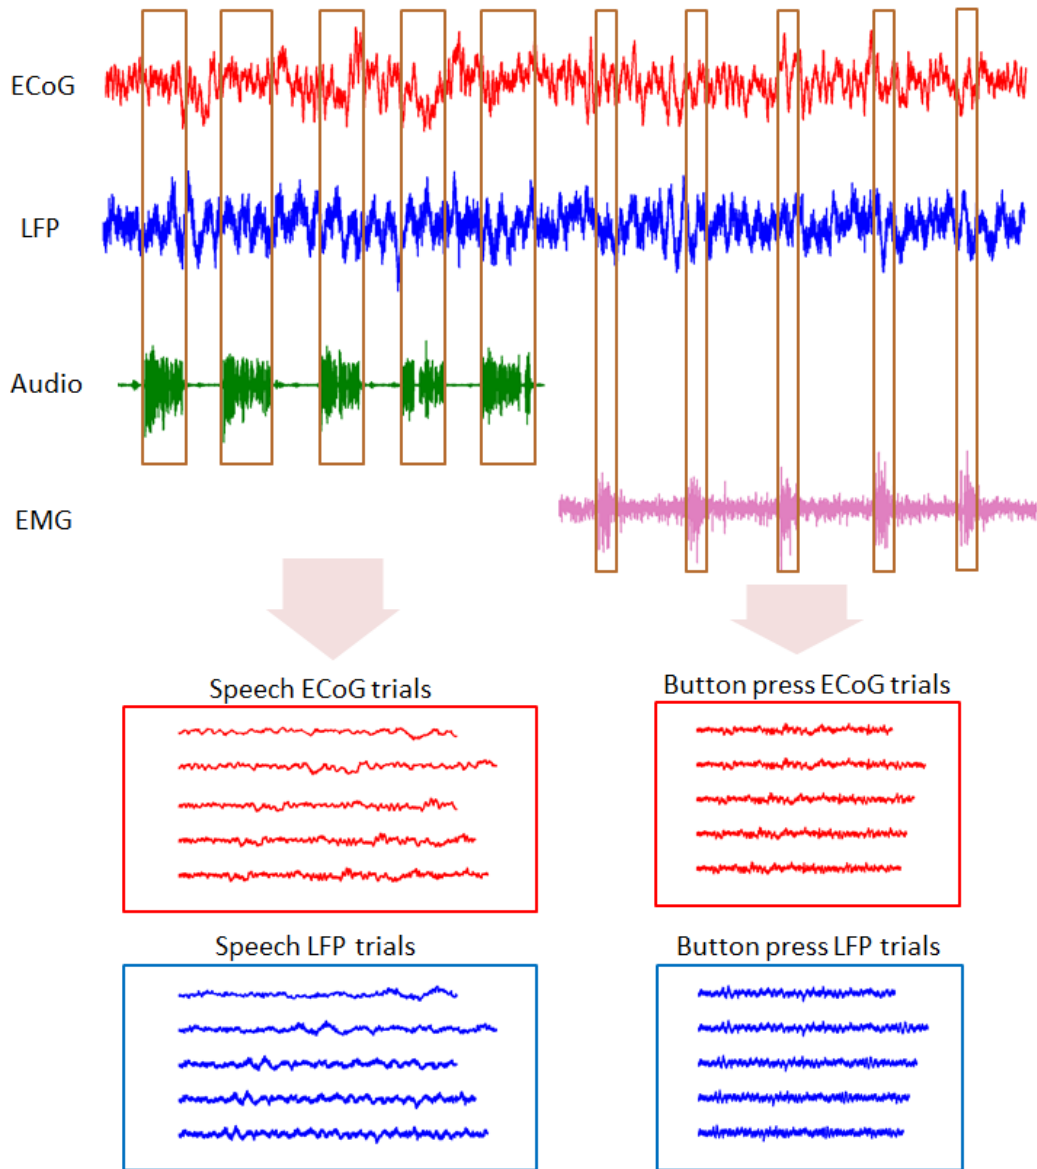 ECoG
LFP
Audio
EMG
Speech ECoG trials
Button press ECoG trials
Speech LFP trials
Button press LFP trials